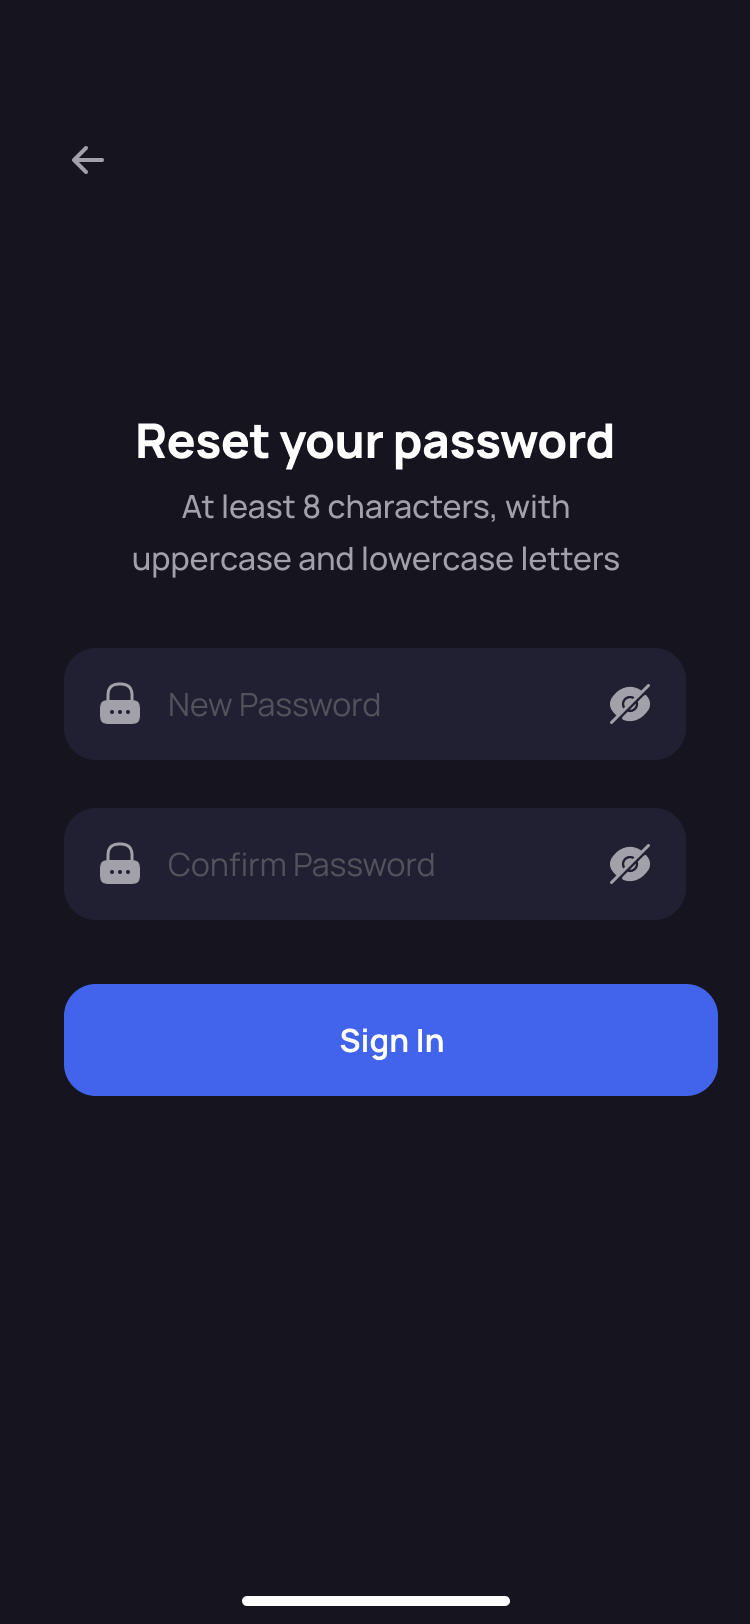 Reset your password
At least 8 characters, with
uppercase and lowercase letters
New Password
Confirm Password
Sign In